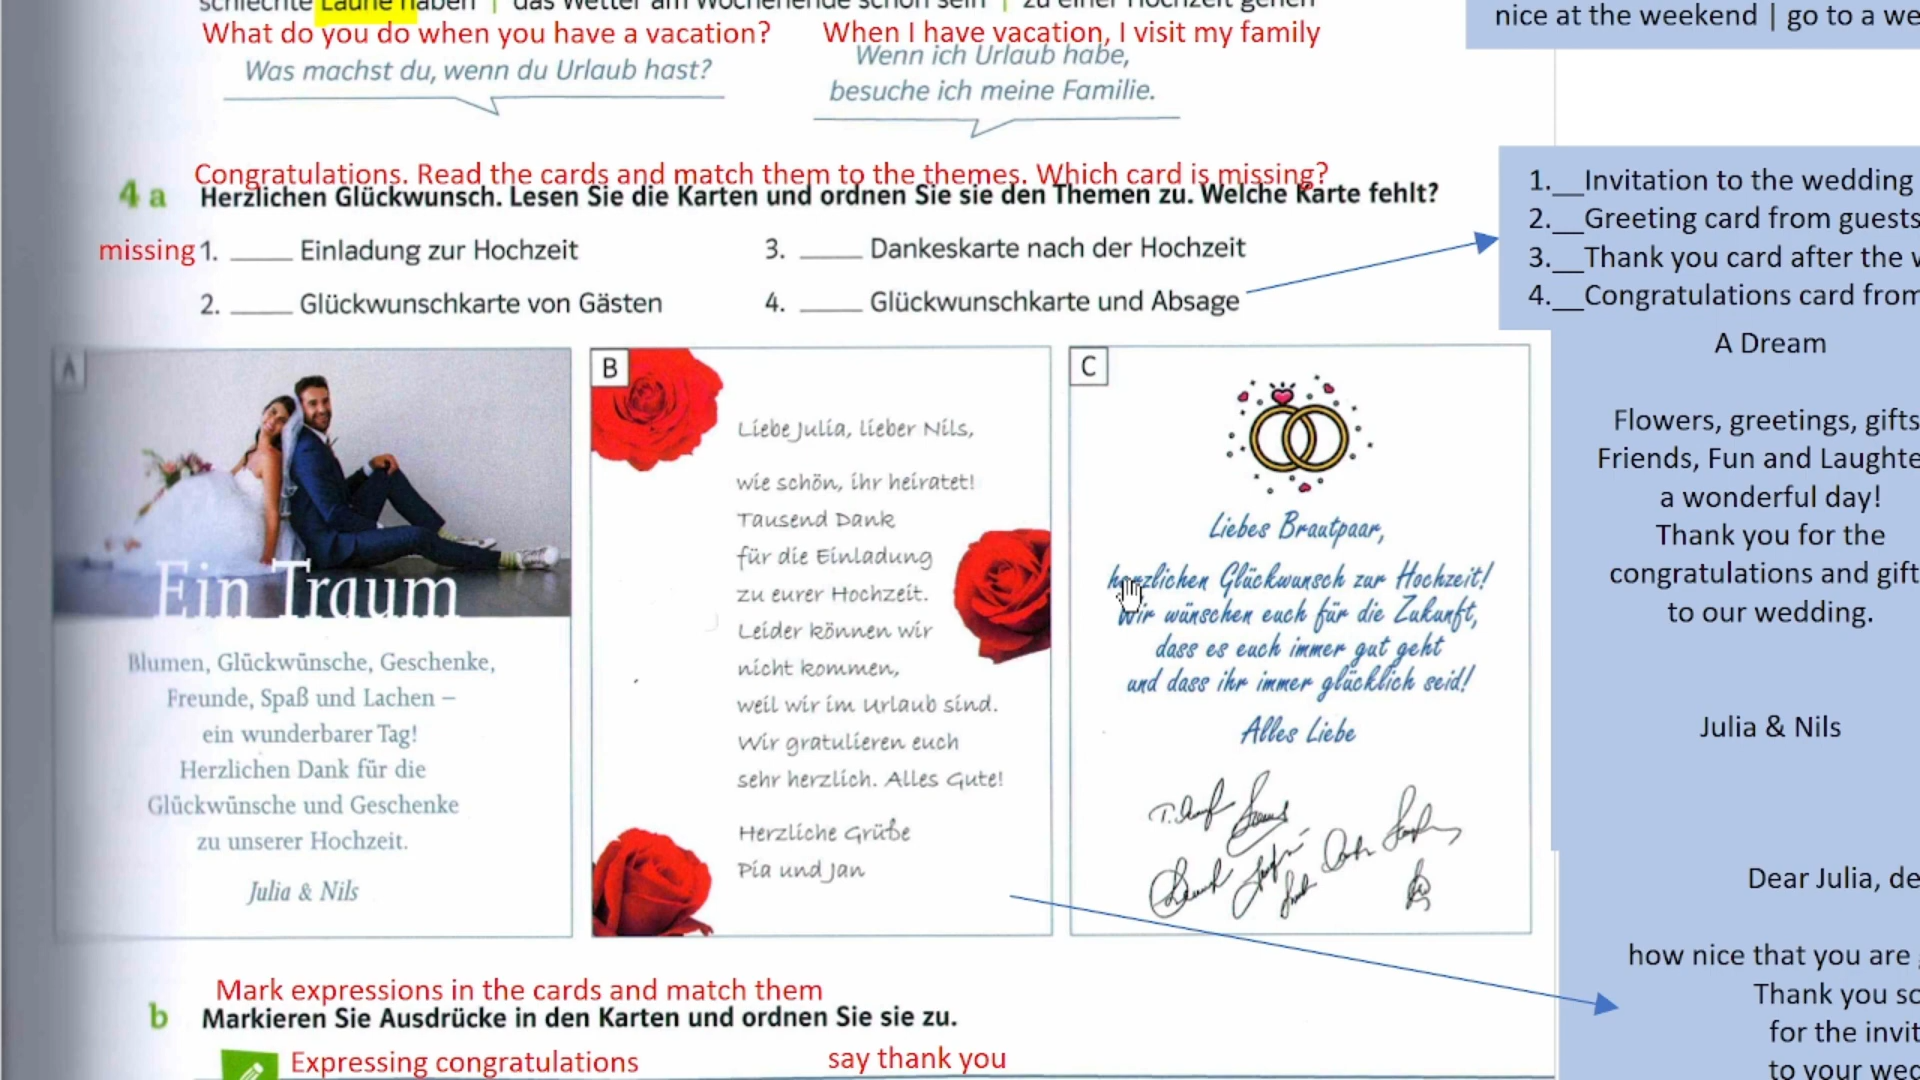 schlechte Laune haben | das Wetter am Wochenende schön sein | zu einer Hochzeit gehen
What do you do when you have a vacation?
When I have vacation, I visit my family
Was machst du, wenn du Urlaub hast?
Wenn ich Urlaub habe,
besuche ich meine Familie.
nice at the weekend | go to a we
Congratulations. Read the cards and match them to the themes. Which card is missing?
4 a Herzlichen Glückwunsch. Lesen Sie die Karten und ordnen Sie sie den Themen zu. Welche Karte fehlt?
missing 1. ____ Einladung zur Hochzeit
2. ____ Glückwunschkarte von Gästen
3. ____ Dankeskarte nach der Hochzeit
4. ____ Glückwunschkarte und Absage
1.__Invitation to the wedding
2.__Greeting card from guests
3.__Thank you card after the w
4.__Congratulations card from
A
Ein Traum
Blumen, Glückwünsche, Geschenke,
Freunde, Spaß und Lachen –
ein wunderbarer Tag!
Herzlichen Dank für die
Glückwünsche und Geschenke
zu unserer Hochzeit.
Julia & Nils
B
Liebe Julia, lieber Nils,
wie schön, ihr heiratet!
Tausend Dank
für die Einladung
zu eurer Hochzeit.
Leider können wir
nicht kommen,
weil wir im Urlaub sind.
Wir gratulieren euch
sehr herzlich. Alles Gute!
Herzliche Grüße
Pia und Jan
C
Liebes Brautpaar,
herzlichen Glückwunsch zur Hochzeit!
Wir wünschen euch für die Zukunft,
dass es euch immer gut geht
und dass ihr immer glücklich seid!
Alles Liebe
A Dream
Flowers, greetings, gifts
Friends, Fun and Laughte
a wonderful day!
Thank you for the
congratulations and gift
to our wedding.
Julia & Nils
Dear Julia, de
how nice that you are
Thank you so
for the invit
to your wed
Mark expressions in the cards and match them
b Markieren Sie Ausdrücke in den Karten und ordnen Sie sie zu.
Expressing congratulations
say thank you